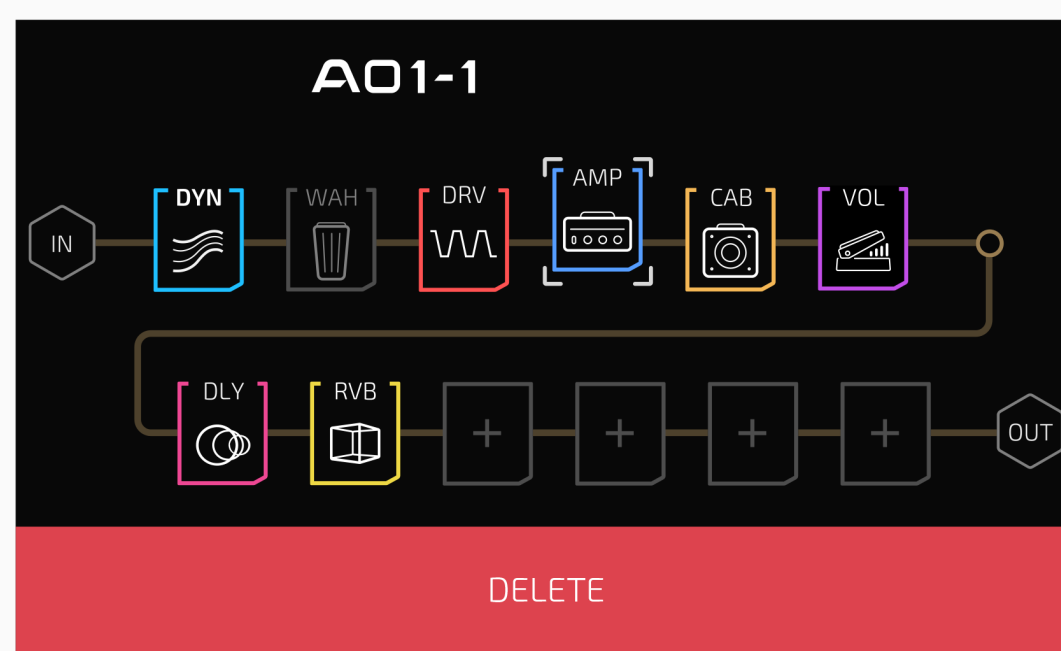 A01-1
IN DYN WAH DRV AMP CAB VOL
DLY RVB + + + + OUT
DELETE